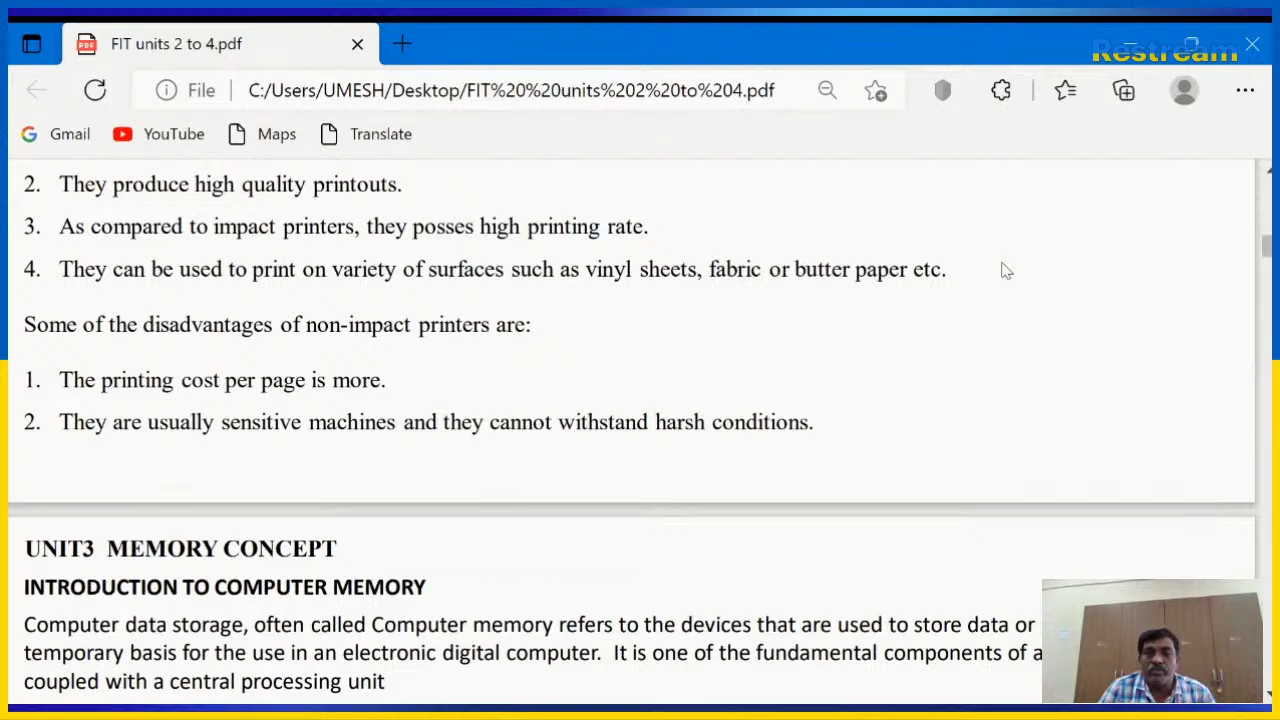 FIT units 2 to 4.pdf
Restream
File
C:/Users/UMESH/Desktop/FIT%20%20units%202%20to%204.pdf
Gmail
YouTube
Maps
Translate
2. They produce high quality printouts.
3. As compared to impact printers, they posses high printing rate.
4. They can be used to print on variety of surfaces such as vinyl sheets, fabric or butter paper etc.
Some of the disadvantages of non-impact printers are:
1. The printing cost per page is more.
2. They are usually sensitive machines and they cannot withstand harsh conditions.
UNIT3 MEMORY CONCEPT
INTRODUCTION TO COMPUTER MEMORY
Computer data storage, often called Computer memory refers to the devices that are used to store data or
temporary basis for the use in an electronic digital computer. It is one of the fundamental components of a
coupled with a central processing unit